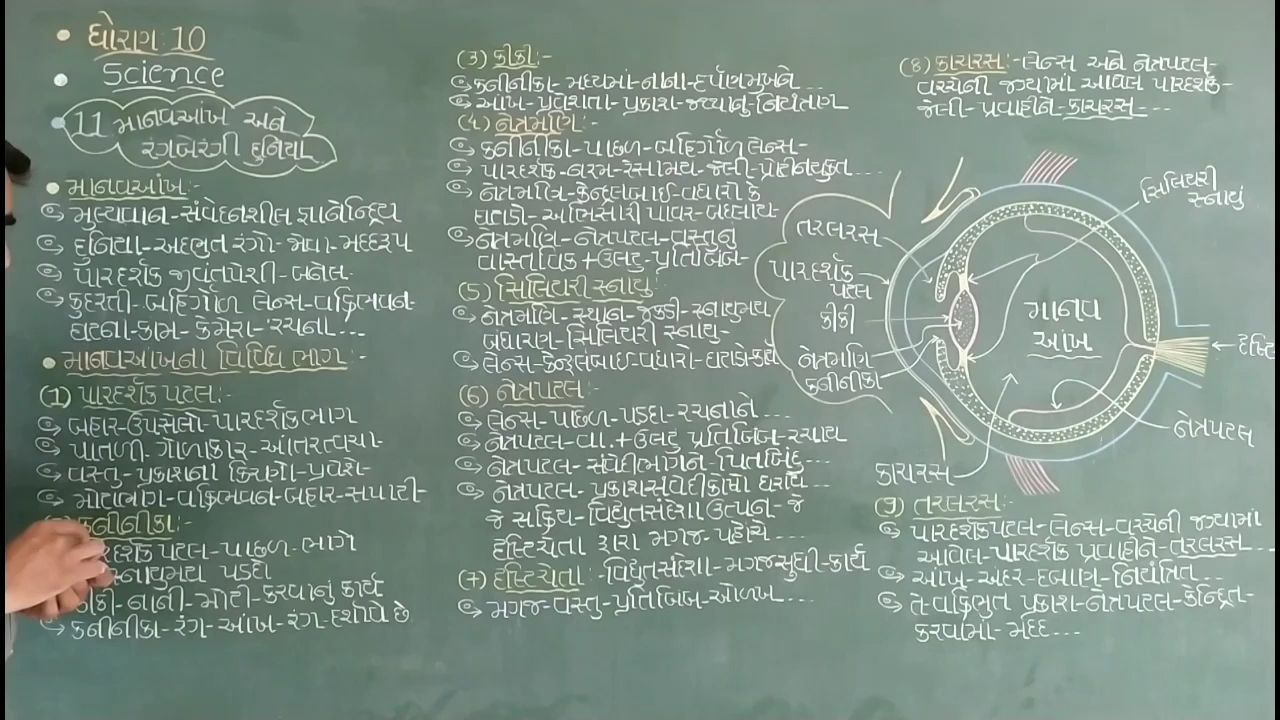 ધોરણ: 10
Science
11 માનવઆંખ અને
રંગબેરંગી દુનિયા
માનવઆંખ:-
મુલ્યવાન-સંવેદનશીલ જ્ઞાનેન્દ્રિય
દુનિયા-અદભુત રંગો-જોવા-મદદરૂપ
પારદર્શક જીવંતપેશી-બનેલ-
કુદરતી-બહિર્ગોળ લેન્સ-વક્રિભવન-
ઘટના-કામ-કેમેરા-રચના...
માનવઆંખના વિવિધ ભાગ:-
(1) પારદર્શક પટલ:-
બહાર-ઉપસેલો-પારદર્શક ભાગ
પાતળી-ગોળાકાર-આંતરત્વચા-
વસ્તુ-પ્રકાશના કિરણો-પ્રવેશ-
મોટાભાગ-વક્રિભવન-બહાર-સપાટી-
કનીનીકા:-
પટલ-પાછળ-ભાગે
સ્નાયુમય પડદો
નાની-મોટી-કરવાનું કાર્ય
કનીનીકા-રંગ-આંખ-રંગ-દર્શાવે છે
(3) કીકી:-
કનીનીકા-મધ્યમાં-નાના-
આંખ-પ્રવેશતા-પ્રકાશ-જથ્થાનું-નિયંત્રણ
(4) નેત્રમણિ:-
કનીનીકા-પાછળ-બહિર્ગોળ લેન્સ-
પારદર્શક-નરમ-રેસામય-જેલી-પ્રોટીનયુક્ત...
નેત્રમણિ-કેન્દ્રલંબાઇ-વધારો કે
ઘટાડો-અભિસારી પાવર-બદલાય-
નેત્રમણિ-નેત્રપટલ-વસ્તુનું
વાસ્તવિક+ઉલટુ-પ્રતિબિંબ-
(5) સિલિયરી સ્નાયુ:-
નેત્રમણિ-સ્થાન-જકડી-સ્નાયુમય
બંધારણ-સિલિયરી સ્નાયુ-
લેન્સ-કેન્દ્રલંબાઇ-વધારો-ઘટાડો-કાર્ય
(6) નેત્રપટલ:-
લેન્સ-પાછળ-પડદા-રચનાને...
નેત્રપટલ-વા.+ઉલટુ પ્રતિબિંબ-રચાય
નેત્રપટલ-સંવેદીભાગને-પિતબિંદુ...
નેત્રપટલ-પ્રકાશસંવેદીકોષો ધરાવે...
જે સક્રિય-વિદ્યુતસંદેશા ઉત્પન્ન-જે
દૃષ્ટિચેતા દ્વારા મગજ-પહોંચે...
(7) દૃષ્ટિચેતા:-વિદ્યુતસંદેશા-મગજસુધી-કાર્ય
મગજ-વસ્તુ-પ્રતિબિંબ-ઓળખ...
(8) કાચરસ:-લેન્સ અને નેત્રપટલ-
વચ્ચેની જગ્યામાં આવેલ પારદર્શક-
જેલી-પ્રવાહીને-કાચરસ...
સિલિયરી
સ્નાયુ
તરલરસ
પારદર્શક
પટલ
કીકી
નેત્રમણિ
કનીનીકા
માનવ
આંખ
નેત્રપટલ
કાચરસ
(9) તરલરસ:-
પારદર્શકપટલ-લેન્સ-વચ્ચેની જગ્યામાં
આવેલ-પારદર્શક પ્રવાહીને-તરલરસ...
આંખ-અંદર-દબાણ-નિયંત્રિત...
તે વક્રિભુત પ્રકાશ-નેત્રપટલ-કેન્દ્રિત-
કરવામાં-મદદ...